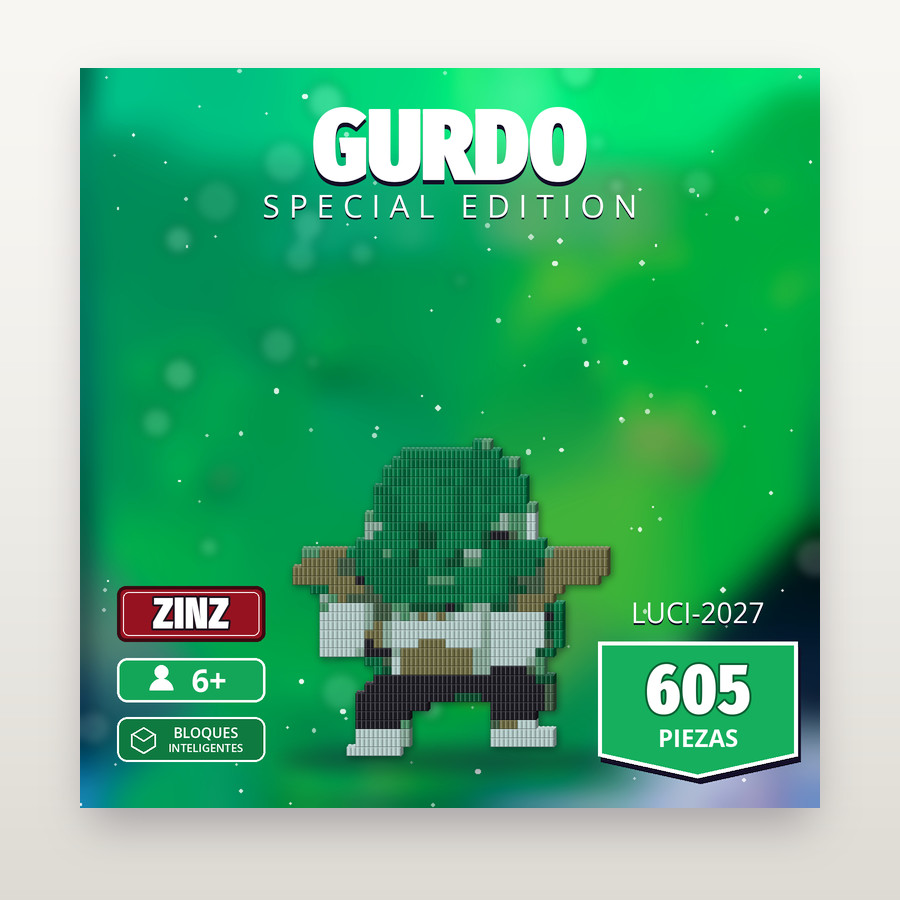 GURDO
SPECIAL EDITION
ZINZ
6+
BLOQUES
INTELIGENTES
LUCI-2027
605
PIEZAS